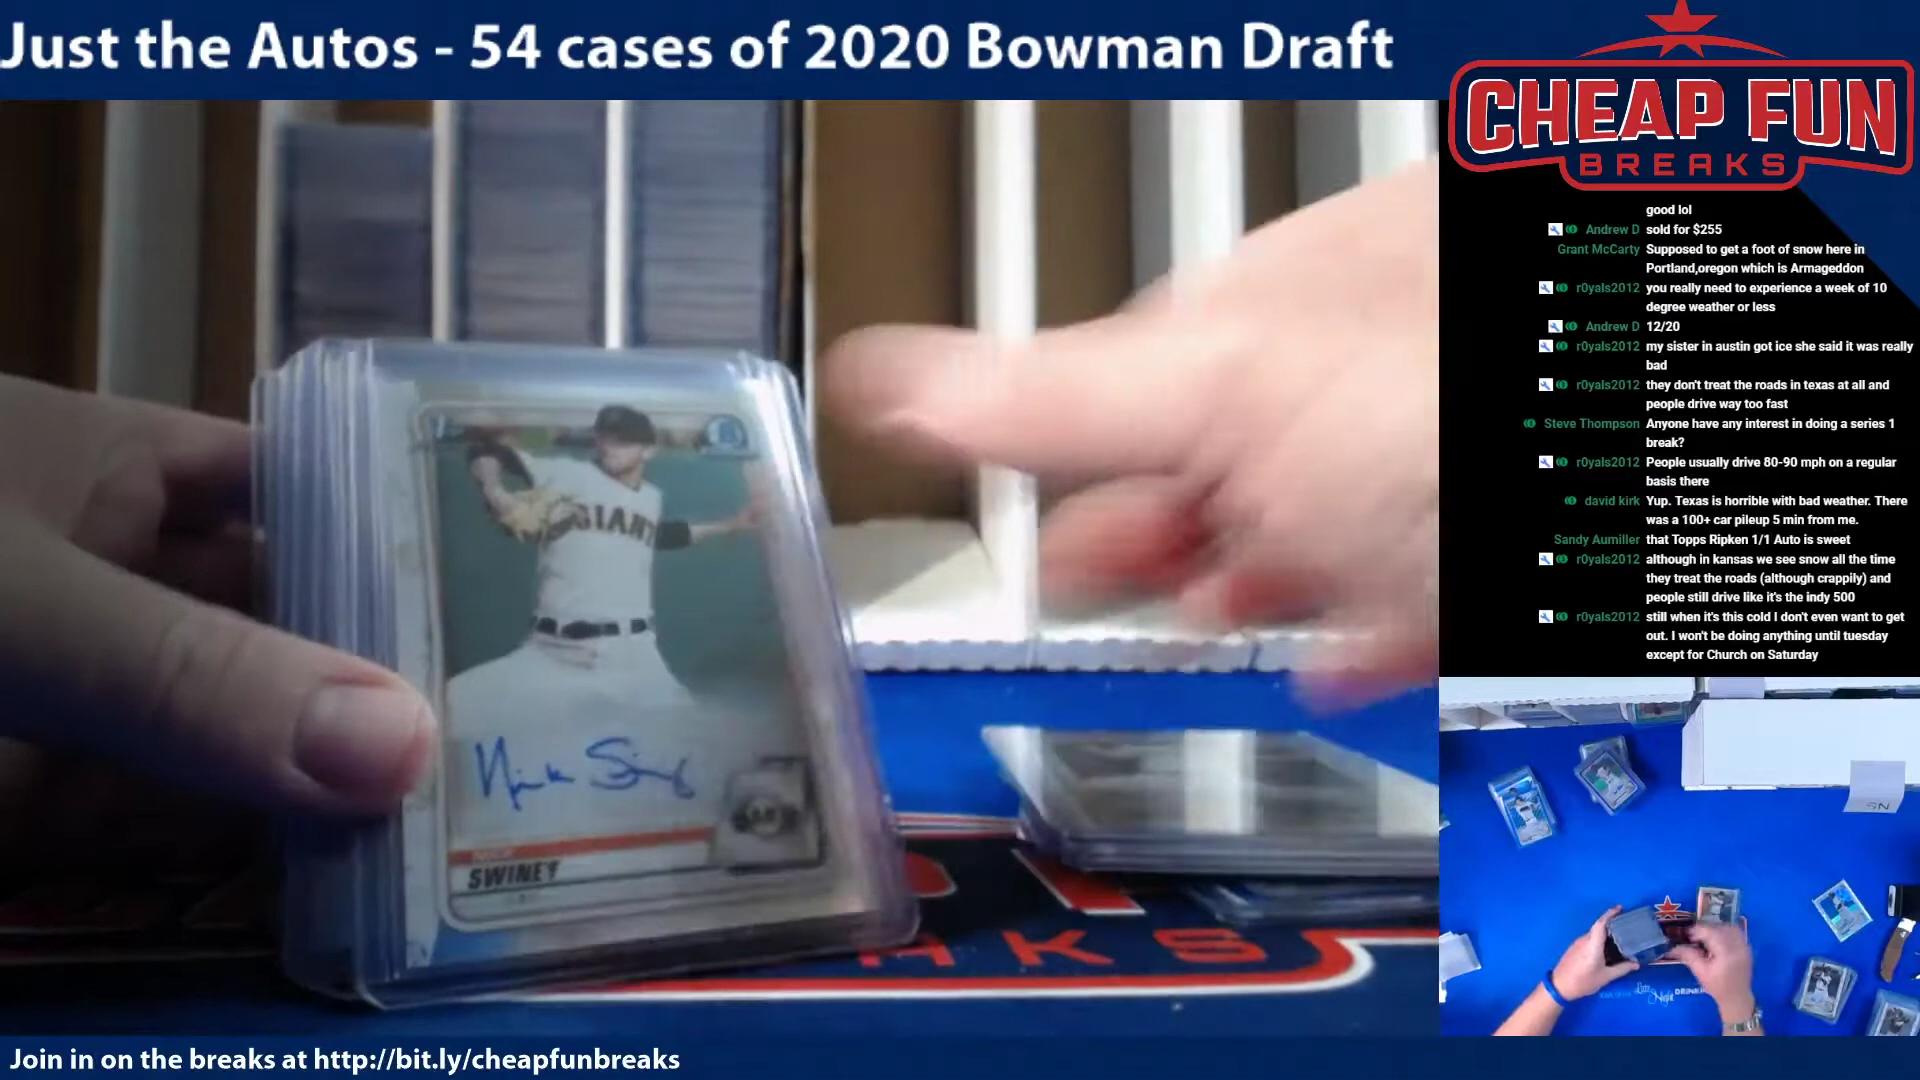 Just the Autos - 54 cases of 2020 Bowman Draft
CHEAP FUN
BREAKS
good lol
Andrew D sold for $255
Grant McCarty Supposed to get a foot of snow here in
Portland,oregon which is Armageddon
r0yals2012 you really need to experience a week of 10
degree weather or less
Andrew D 12/20
r0yals2012 my sister in austin got ice she said it was really
bad
r0yals2012 they don't treat the roads in texas at all and
people drive way too fast
Steve Thompson Anyone have any interest in doing a series 1
break?
r0yals2012 People usually drive 80-90 mph on a regular
basis there
david kirk Yup. Texas is horrible with bad weather. There
was a 100+ car pileup 5 min from me.
Sandy Aumiller that Topps Ripken 1/1 Auto is sweet
r0yals2012 although in kansas we see snow all the time
they treat the roads (although crappily) and
people still drive like it's the indy 500
r0yals2012 still when it's this cold I don't even want to get
out. I won't be doing anything until tuesday
except for Church on Saturday
GIANT
SWINEY
Join in on the breaks at http://bit.ly/cheapfunbreaks